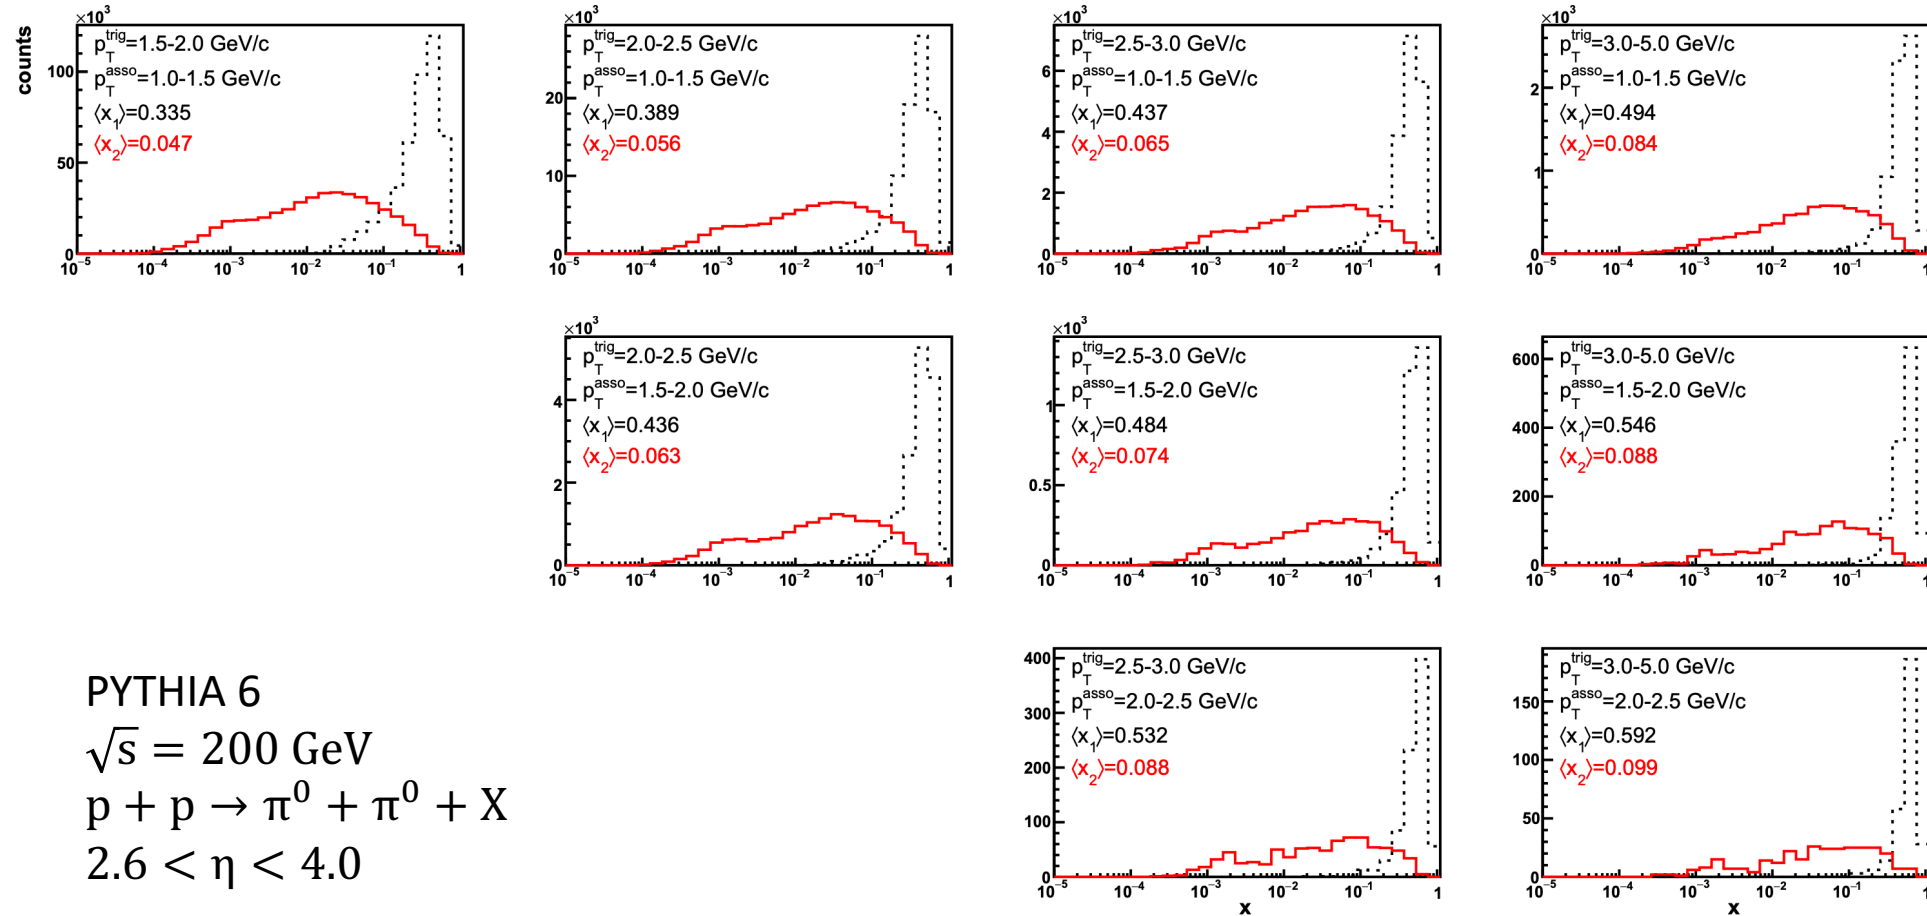 counts
×10³
100
50
0
p_T^trig=1.5-2.0 GeV/c
p_T^asso=1.0-1.5 GeV/c
⟨x₁⟩=0.335
⟨x₂⟩=0.047
10⁻⁵ 10⁻⁴ 10⁻³ 10⁻² 10⁻¹ 1
×10³
20
10
0
p_T^trig=2.0-2.5 GeV/c
p_T^asso=1.0-1.5 GeV/c
⟨x₁⟩=0.389
⟨x₂⟩=0.056
10⁻⁵ 10⁻⁴ 10⁻³ 10⁻² 10⁻¹ 1
×10³
6
4
2
0
p_T^trig=2.5-3.0 GeV/c
p_T^asso=1.0-1.5 GeV/c
⟨x₁⟩=0.437
⟨x₂⟩=0.065
10⁻⁵ 10⁻⁴ 10⁻³ 10⁻² 10⁻¹ 1
×10³
2
1
0
p_T^trig=3.0-5.0 GeV/c
p_T^asso=1.0-1.5 GeV/c
⟨x₁⟩=0.494
⟨x₂⟩=0.084
10⁻⁵ 10⁻⁴ 10⁻³ 10⁻² 10⁻¹ 1
×10³
4
2
0
p_T^trig=2.0-2.5 GeV/c
p_T^asso=1.5-2.0 GeV/c
⟨x₁⟩=0.436
⟨x₂⟩=0.063
10⁻⁵ 10⁻⁴ 10⁻³ 10⁻² 10⁻¹ 1
×10³
1
0.5
0
p_T^trig=2.5-3.0 GeV/c
p_T^asso=1.5-2.0 GeV/c
⟨x₁⟩=0.484
⟨x₂⟩=0.074
10⁻⁵ 10⁻⁴ 10⁻³ 10⁻² 10⁻¹ 1
600
400
200
0
p_T^trig=3.0-5.0 GeV/c
p_T^asso=1.5-2.0 GeV/c
⟨x₁⟩=0.546
⟨x₂⟩=0.088
10⁻⁵ 10⁻⁴ 10⁻³ 10⁻² 10⁻¹ 1
PYTHIA 6
√s = 200 GeV
p + p → π⁰ + π⁰ + X
2.6 < η < 4.0
400
300
200
100
0
p_T^trig=2.5-3.0 GeV/c
p_T^asso=2.0-2.5 GeV/c
⟨x₁⟩=0.532
⟨x₂⟩=0.088
10⁻⁵ 10⁻⁴ 10⁻³ 10⁻² 10⁻¹ 1
x
150
100
50
0
p_T^trig=3.0-5.0 GeV/c
p_T^asso=2.0-2.5 GeV/c
⟨x₁⟩=0.592
⟨x₂⟩=0.099
10⁻⁵ 10⁻⁴ 10⁻³ 10⁻² 10⁻¹ 1
x